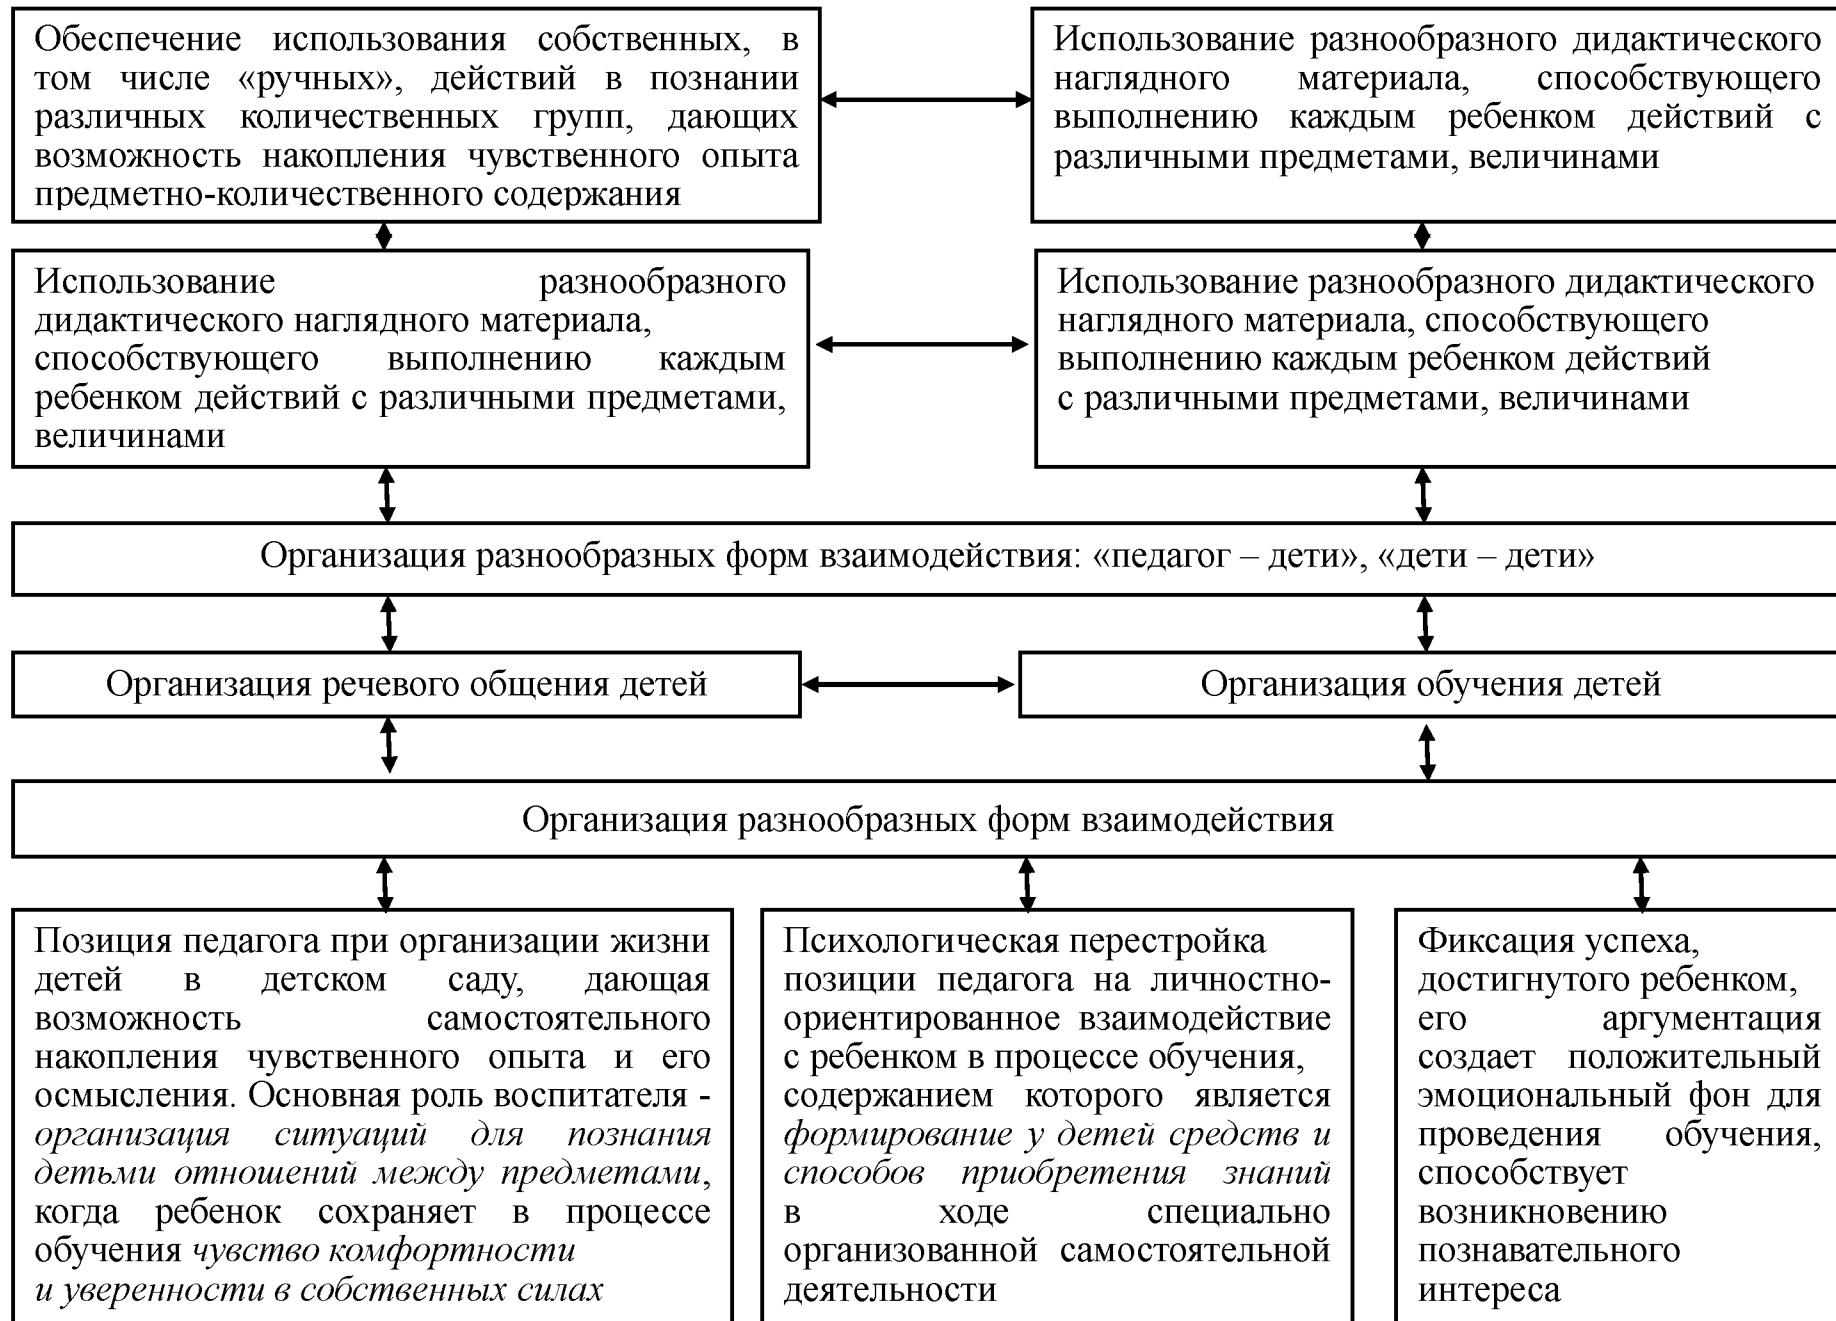 Обеспечение использования собственных, в
том числе «ручных», действий в познании
различных количественных групп, дающих
возможность накопления чувственного опыта
предметно-количественного содержания
Использование разнообразного дидактического
наглядного материала, способствующего
выполнению каждым ребенком действий с
различными предметами, величинами
Использование разнообразного
дидактического наглядного материала,
способствующего выполнению каждым
ребенком действий с различными предметами,
величинами
Использование разнообразного дидактического
наглядного материала, способствующего
выполнению каждым ребенком действий
с различными предметами, величинами
Организация разнообразных форм взаимодействия: «педагог – дети», «дети – дети»
Организация речевого общения детей
Организация обучения детей
Организация разнообразных форм взаимодействия
Позиция педагога при организации жизни
детей в детском саду, дающая
возможность самостоятельного
накопления чувственного опыта и его
осмысления. Основная роль воспитателя -
организация ситуаций для познания
детьми отношений между предметами,
когда ребенок сохраняет в процессе
обучения чувство комфортности
и уверенности в собственных силах
Психологическая перестройка
позиции педагога на личностно-
ориентированное взаимодействие
с ребенком в процессе обучения,
содержанием которого является
формирование у детей средств и
способов приобретения знаний
в ходе специально
организованной самостоятельной
деятельности
Фиксация успеха,
достигнутого ребенком,
его аргументация
создает положительный
эмоциональный фон для
проведения обучения,
способствует
возникновению
познавательного
интереса